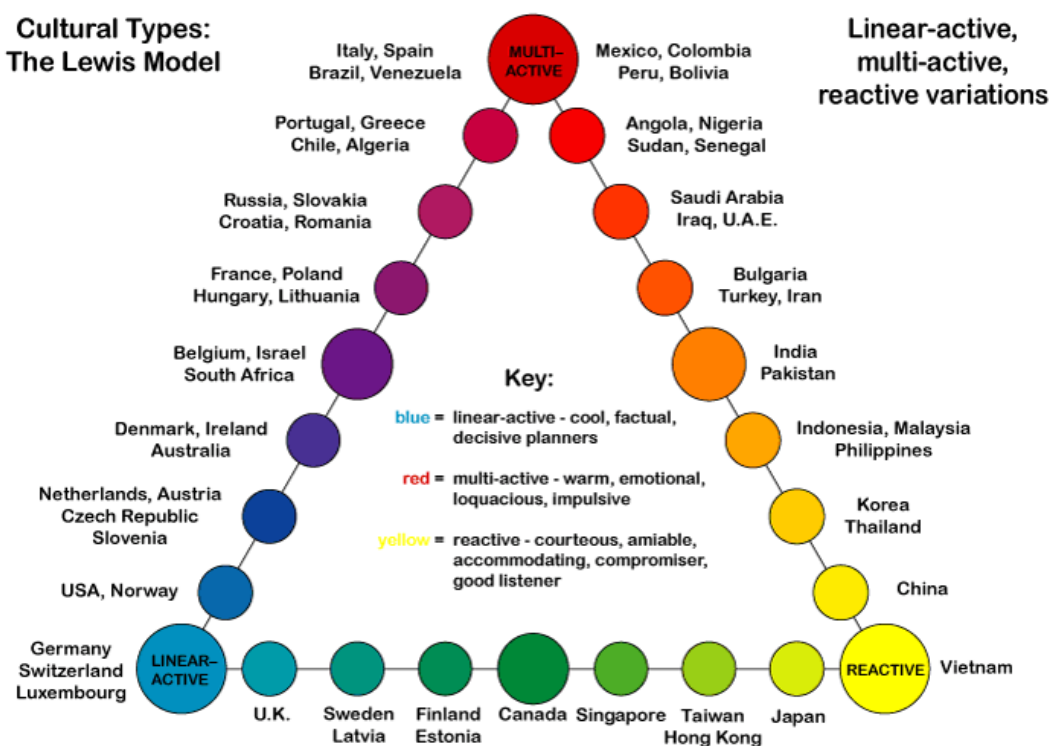 Cultural Types:
The Lewis Model
Linear-active,
multi-active,
reactive variations
MULTI-
ACTIVE
Italy, Spain
Brazil, Venezuela
Mexico, Colombia
Peru, Bolivia
Portugal, Greece
Chile, Algeria
Angola, Nigeria
Sudan, Senegal
Russia, Slovakia
Croatia, Romania
Saudi Arabia
Iraq, U.A.E.
France, Poland
Hungary, Lithuania
Bulgaria
Turkey, Iran
Belgium, Israel
South Africa
India
Pakistan
Denmark, Ireland
Australia
Indonesia, Malaysia
Philippines
Netherlands, Austria
Czech Republic
Slovenia
Korea
Thailand
USA, Norway
China
Key:
blue = linear-active - cool, factual,
decisive planners
red = multi-active - warm, emotional,
loquacious, impulsive
yellow = reactive - courteous, amiable,
accommodating, compromiser,
good listener
Germany
Switzerland
Luxembourg
LINEAR-
ACTIVE
REACTIVE
Vietnam
U.K.
Sweden
Latvia
Finland
Estonia
Canada
Singapore
Taiwan
Hong Kong
Japan